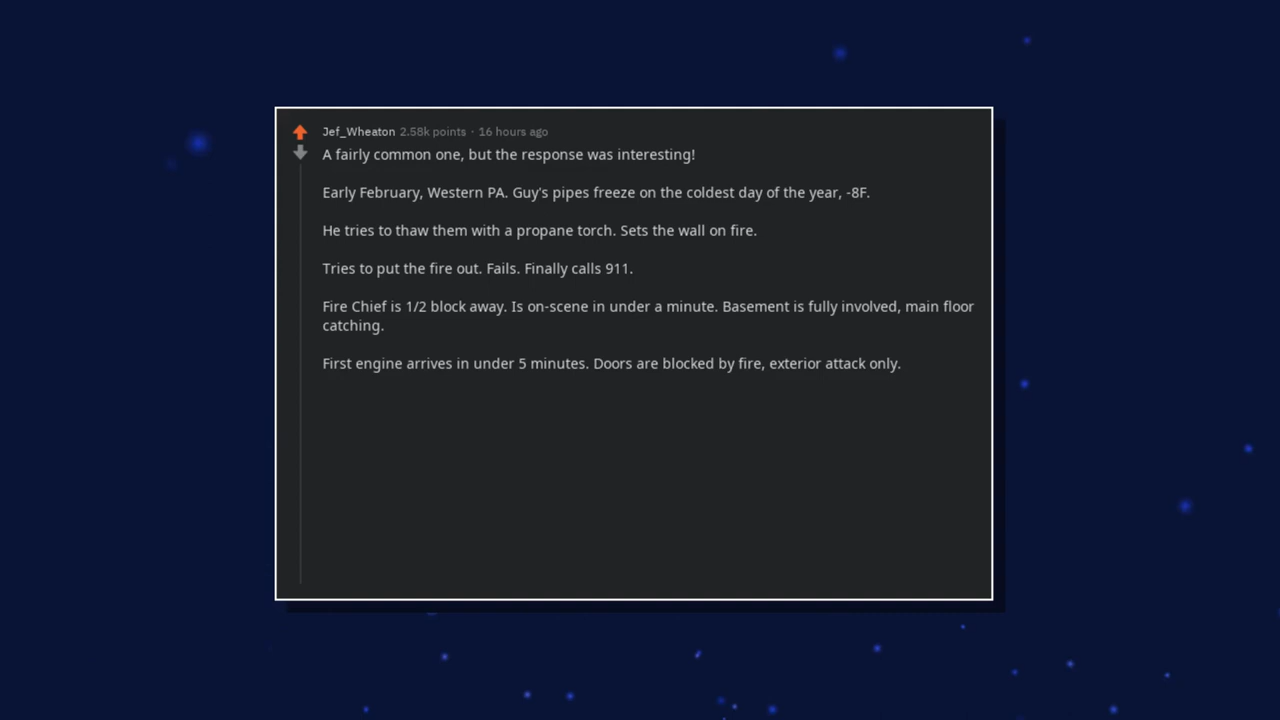 Jef_Wheaton 2.58k points · 16 hours ago
A fairly common one, but the response was interesting!
Early February, Western PA. Guy's pipes freeze on the coldest day of the year, -8F.
He tries to thaw them with a propane torch. Sets the wall on fire.
Tries to put the fire out. Fails. Finally calls 911.
Fire Chief is 1/2 block away. Is on-scene in under a minute. Basement is fully involved, main floor
catching.
First engine arrives in under 5 minutes. Doors are blocked by fire, exterior attack only.